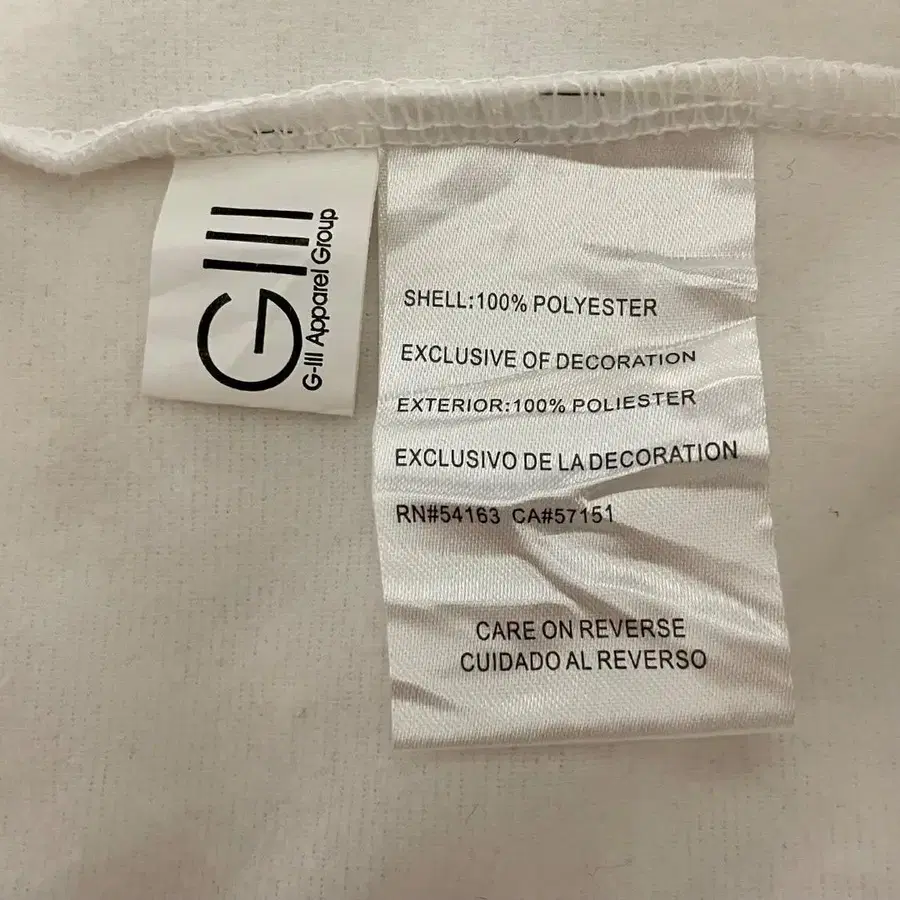 GIII
G-III Apparel Group
SHELL:100% POLYESTER
EXCLUSIVE OF DECORATION
EXTERIOR:100% POLIESTER
EXCLUSIVO DE LA DECORATION
RN#54163 CA#57151
CARE ON REVERSE
CUIDADO AL REVERSO